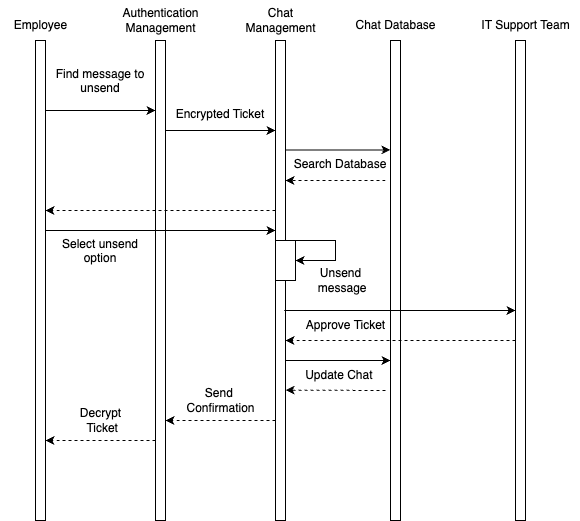 Employee
Authentication
Management
Chat
Management
Chat Database
IT Support Team
Find message to
unsend
Encrypted Ticket
Search Database
Select unsend
option
Unsend
message
Approve Ticket
Update Chat
Send
Confirmation
Decrypt
Ticket